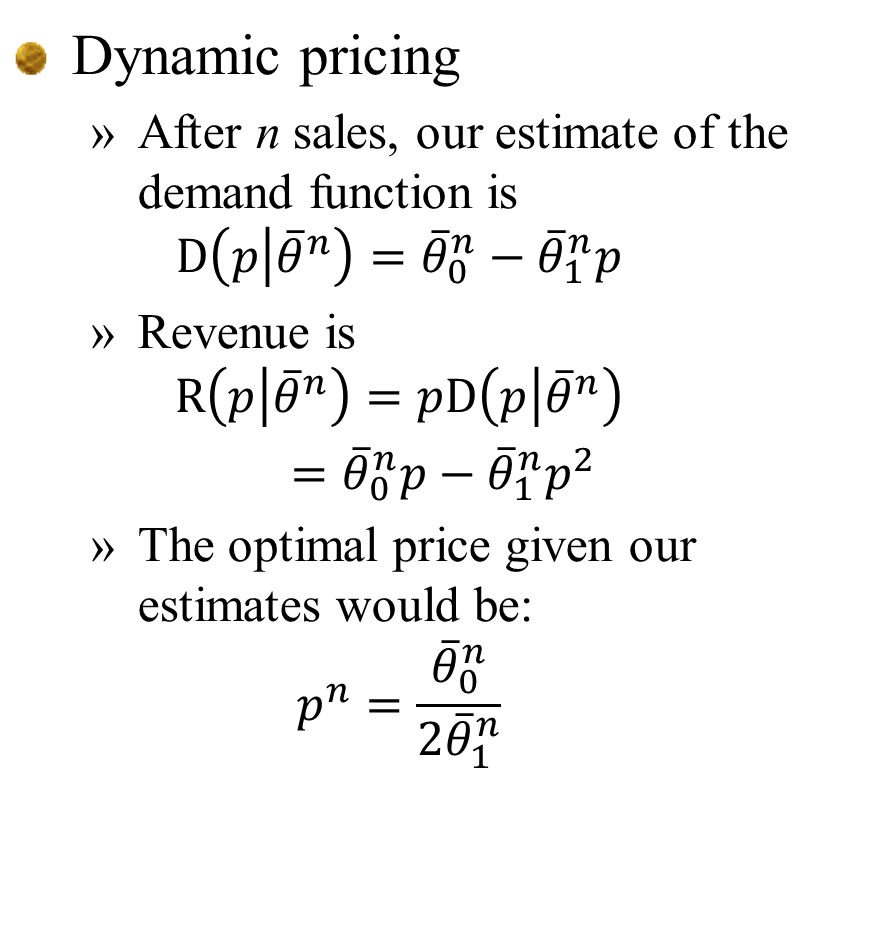 Dynamic pricing
» After n sales, our estimate of the
demand function is
D(p|θ̄ⁿ) = θ̄₀ⁿ − θ̄₁ⁿp
» Revenue is
R(p|θ̄ⁿ) = pD(p|θ̄ⁿ)
= θ̄₀ⁿp − θ̄₁ⁿp²
» The optimal price given our
estimates would be:
pⁿ = θ̄₀ⁿ / 2θ̄₁ⁿ